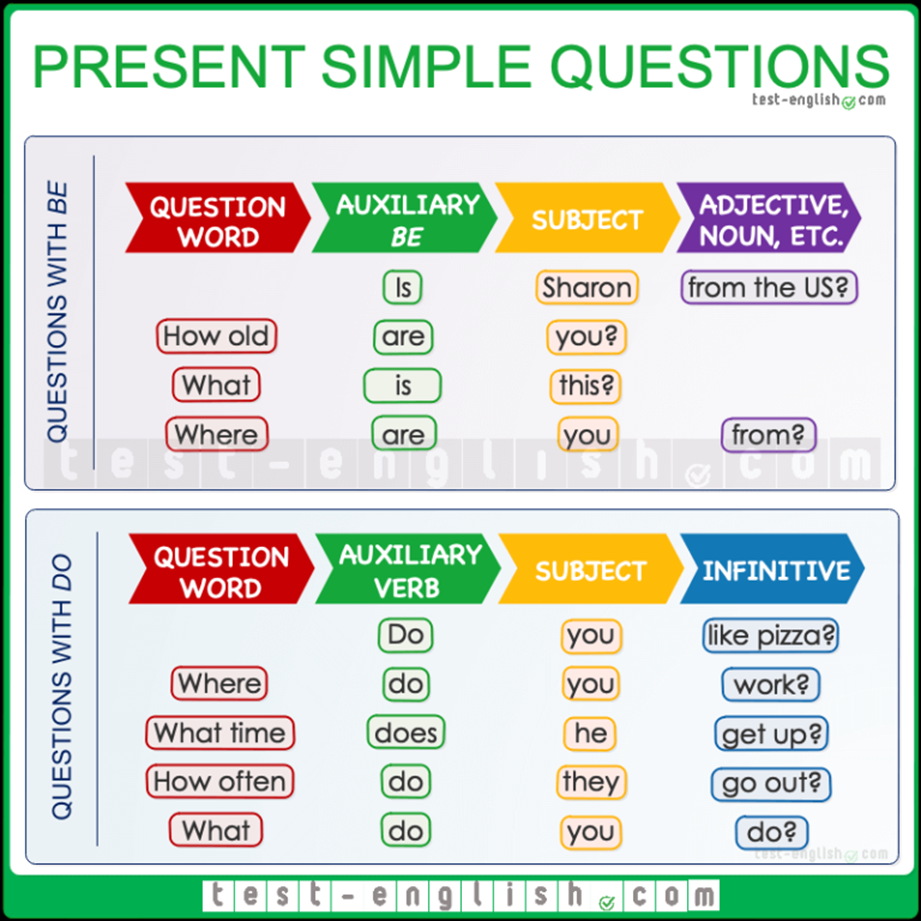 PRESENT SIMPLE QUESTIONS
test-english.com
QUESTIONS WITH BE
QUESTION WORD AUXILIARY BE SUBJECT ADJECTIVE, NOUN, ETC.
Is Sharon from the US?
How old are you?
What is this?
Where are you from?
test-english.com
QUESTIONS WITH DO
QUESTION WORD AUXILIARY VERB SUBJECT INFINITIVE
Do you like pizza?
Where do you work?
What time does he get up?
How often do they go out?
What do you do?
test-english.com
test-english.com